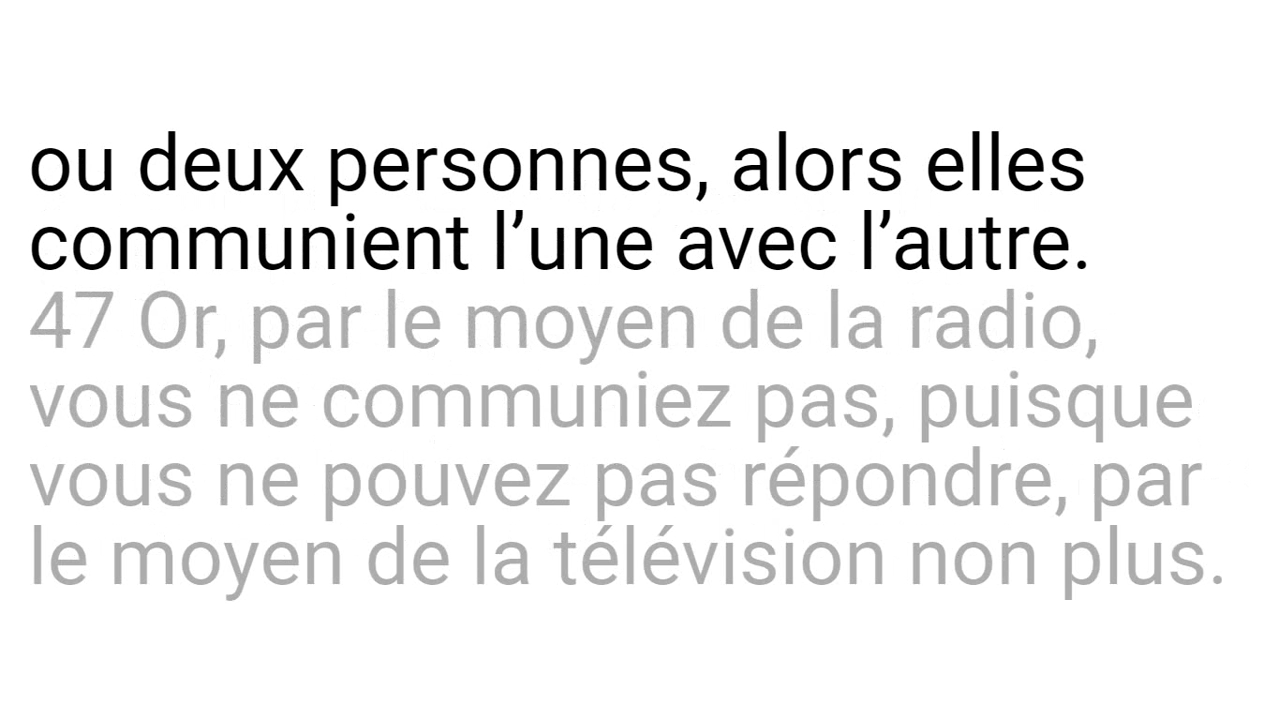 ou deux personnes, alors elles
communient l’une avec l’autre.
47 Or, par le moyen de la radio,
vous ne communiez pas, puisque
vous ne pouvez pas répondre, par
le moyen de la télévision non plus.